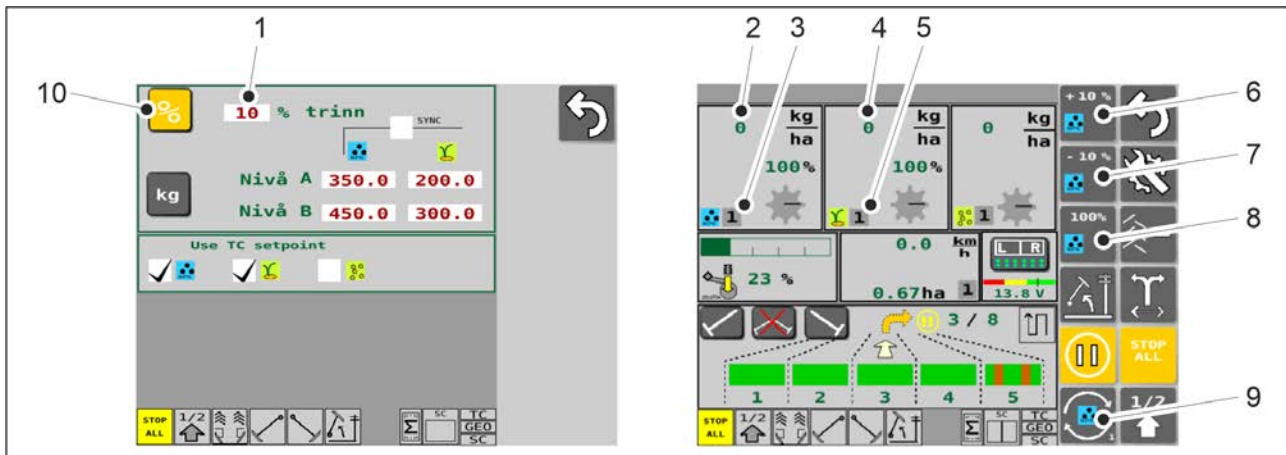 1
2
3
4
5
10
10 % trinn
SYNC
%
kg
Nivå A 350.0 200.0
Nivå B 450.0 300.0
Use TC setpoint
STOP ALL
1/2
Σ
SC
TC
GEO
SC
0 kg/ha
100%
1
0 kg/ha
100%
1
0 kg/ha
1
23 %
0.0 km/h
0.67ha 1
L R
13.8 V
3 / 8
1 2 3 4 5
STOP ALL
1/2
Σ
SC
TC
GEO
SC
+10 %
6
- 10 %
7
100%
8
STOP
ALL
1/2
1
9